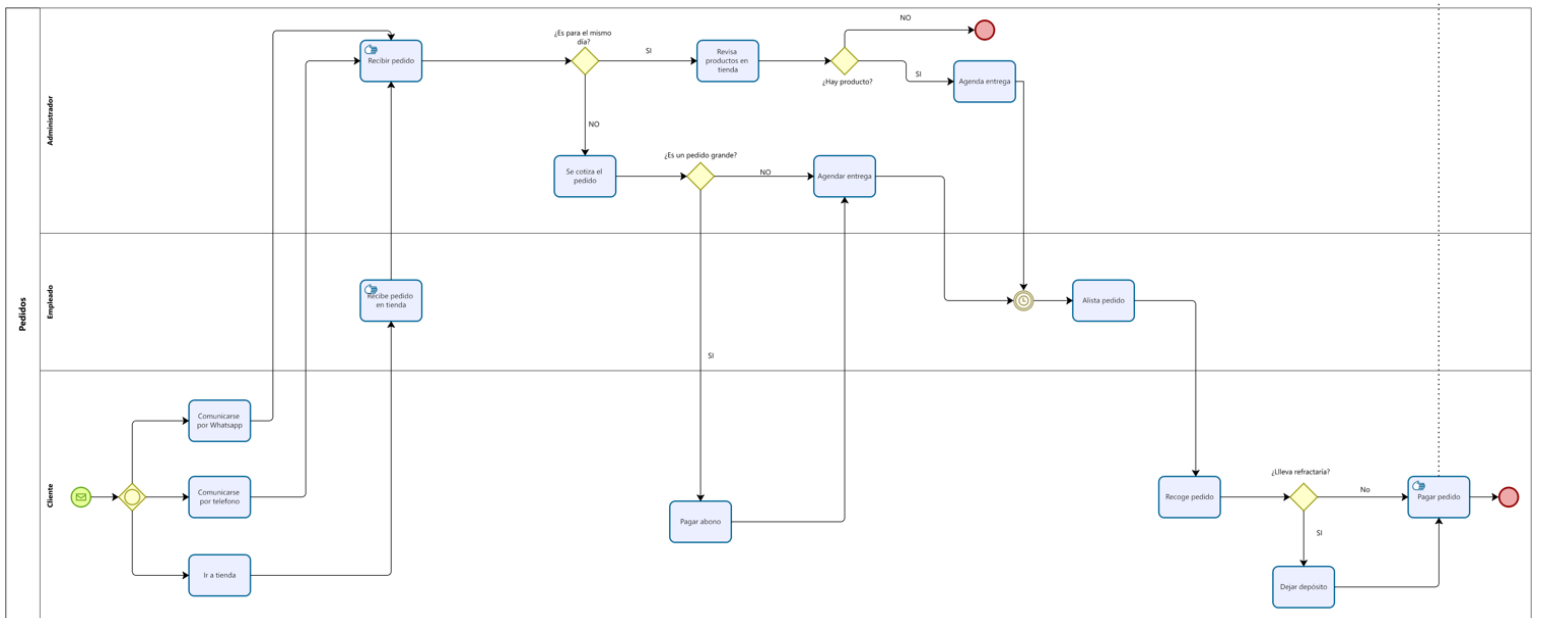 Pedidos
Administrador
Recibir pedido
¿Es para el mismo
día?
SI
Revisa
productos en
tienda
¿Hay producto?
NO
SI
Agenda entrega
NO
Se cotiza el
pedido
¿Es un pedido grande?
NO
Agendar entrega
SI
Empleado
Recibe pedido
en tienda
Alista pedido
Cliente
Comunicarse
por Whatsapp
Comunicarse
por telefono
Ir a tienda
Pagar abono
Recoge pedido
¿Lleva refractaria?
No
SI
Dejar depósito
Pagar pedido